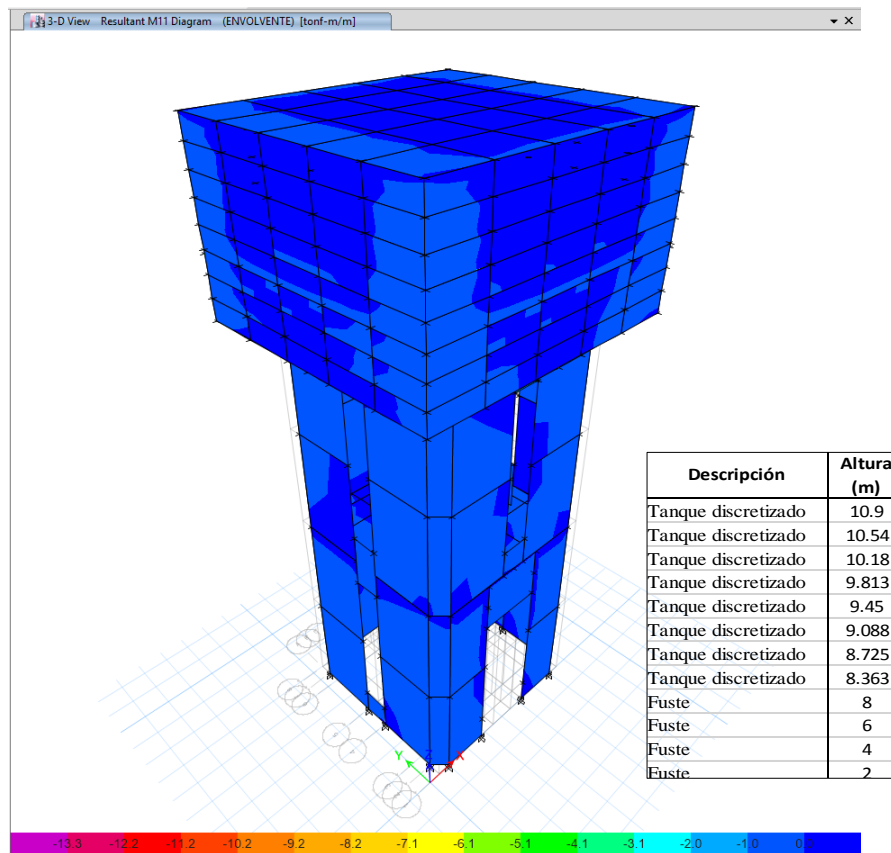 3-D View Resultant M11 Diagram (ENVOLVENTE) [tonf-m/m]
Descripción Altura (m)
Tanque discretizado 10.9
Tanque discretizado 10.54
Tanque discretizado 10.18
Tanque discretizado 9.813
Tanque discretizado 9.45
Tanque discretizado 9.088
Tanque discretizado 8.725
Tanque discretizado 8.363
Fuste 8
Fuste 6
Fuste 4
Fuste 2
Y Z X
-13.3 -12.2 -11.2 -10.2 -9.2 -8.2 -7.1 -6.1 -5.1 -4.1 -3.1 -2.0 -1.0